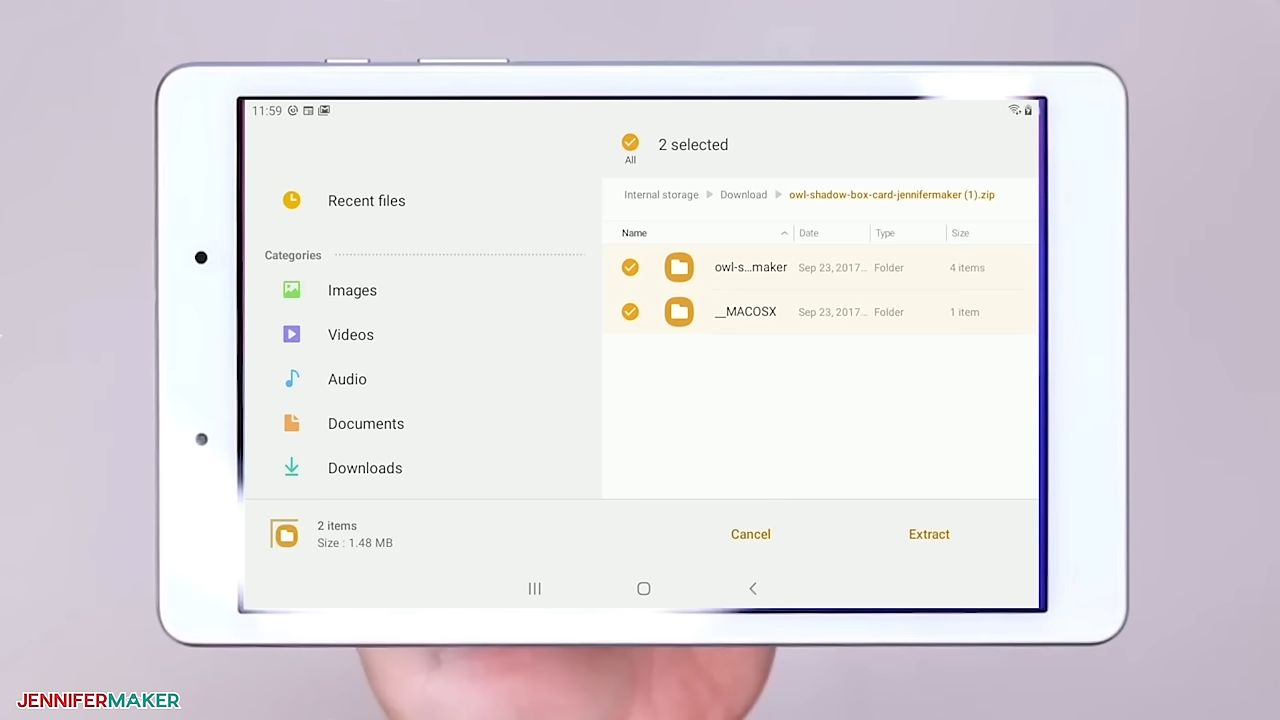 11:59
All
2 selected
Recent files
Internal storage
Download
owl-shadow-box-card-jennifermaker (1).zip
Categories
Name
Date
Type
Size
Images
owl-s...maker
Sep 23, 2017...
Folder
4 items
Videos
__MACOSX
Sep 23, 2017...
Folder
1 item
Audio
Documents
Downloads
2 items
Size : 1.48 MB
Cancel
Extract
JENNIFERMAKER